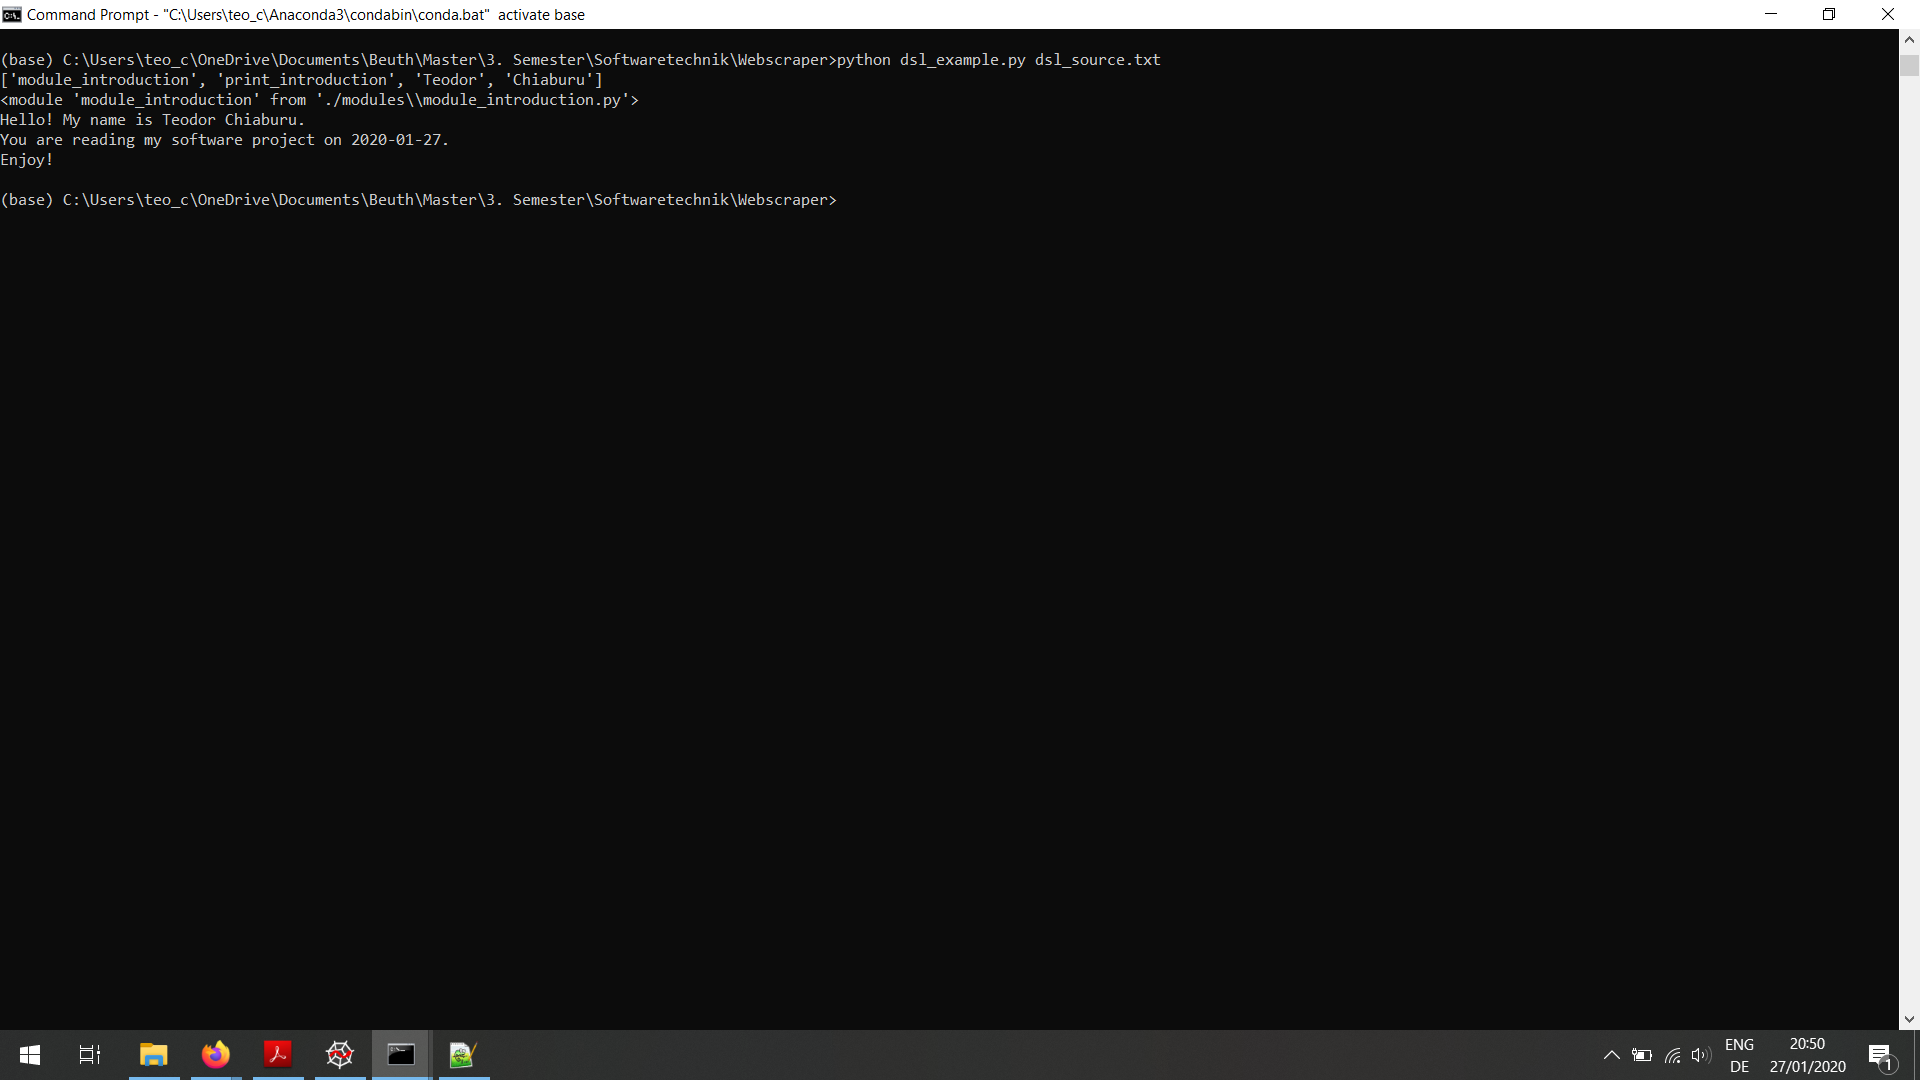 Command Prompt - "C:\Users\teo_c\Anaconda3\condabin\conda.bat"  activate base
(base) C:\Users\teo_c\OneDrive\Documents\Beuth\Master\3. Semester\Softwaretechnik\Webscraper>python dsl_example.py dsl_source.txt
['module_introduction', 'print_introduction', 'Teodor', 'Chiaburu']
<module 'module_introduction' from './modules\\module_introduction.py'>
Hello! My name is Teodor Chiaburu.
You are reading my software project on 2020-01-27.
Enjoy!
(base) C:\Users\teo_c\OneDrive\Documents\Beuth\Master\3. Semester\Softwaretechnik\Webscraper>
ENG
DE
20:50
27/01/2020
1